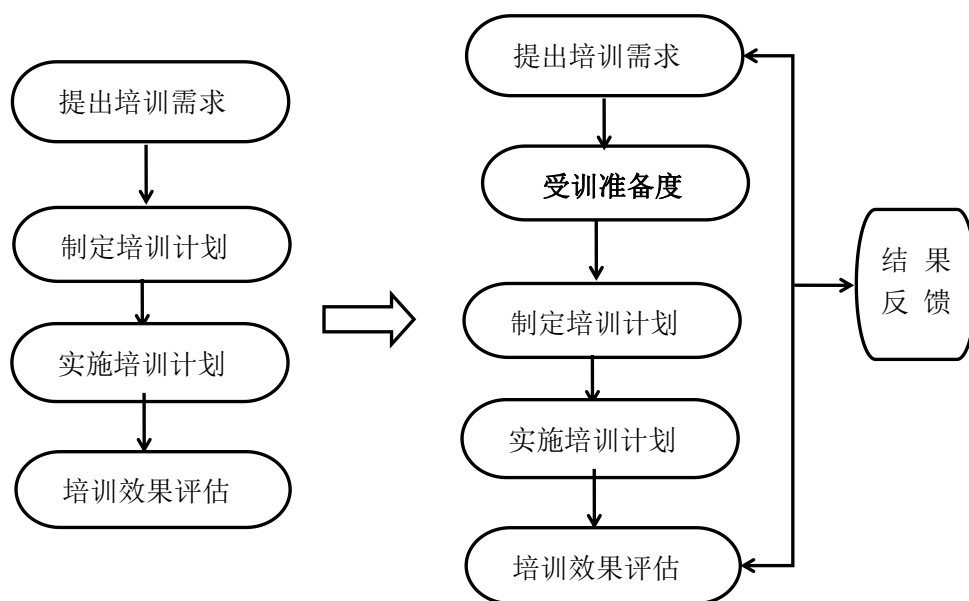 提出培训需求
制定培训计划
实施培训计划
培训效果评估
提出培训需求
受训准备度
制定培训计划
实施培训计划
培训效果评估
结 果
反 馈